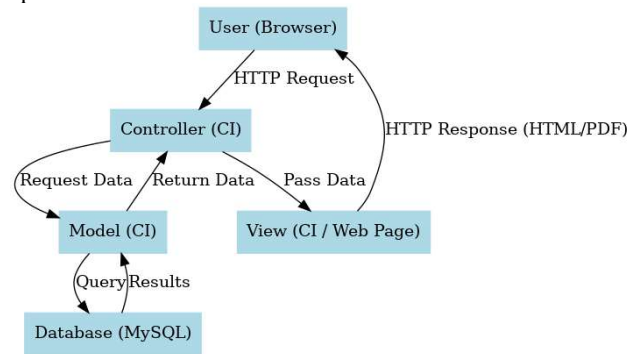 User (Browser)
HTTP Request
Controller (CI)
HTTP Response (HTML/PDF)
Request Data
Return Data
Pass Data
Model (CI)
View (CI / Web Page)
Query
Results
Database (MySQL)